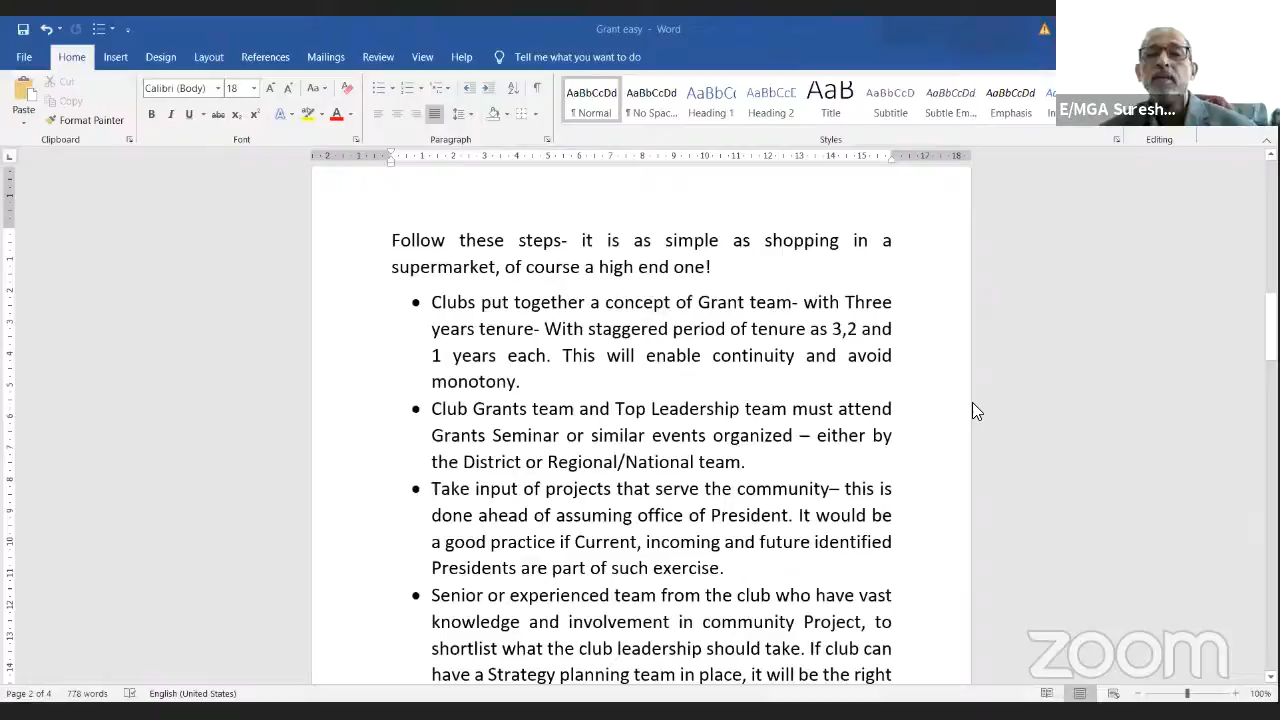 Grant easy - Word
File Home Insert Design Layout References Mailings Review View Help Tell me what you want to do
E/MGA Suresh...
Paste
Cut
Copy
Format Painter
Calibri (Body) 18
AaBbCcDd AaBbCcDd AaBbCc AaBbCcE AaB AaBbCcD AaBbCcDd AaBbCcDd
¶ Normal ¶ No Spac... Heading 1 Heading 2 Title Subtitle Subtle Em... Emphasis
Clipboard Font Paragraph Styles Editing
Follow these steps- it is as simple as shopping in a
supermarket, of course a high end one!
• Clubs put together a concept of Grant team- with Three
years tenure- With staggered period of tenure as 3,2 and
1 years each. This will enable continuity and avoid
monotony.
• Club Grants team and Top Leadership team must attend
Grants Seminar or similar events organized – either by
the District or Regional/National team.
• Take input of projects that serve the community– this is
done ahead of assuming office of President. It would be
a good practice if Current, incoming and future identified
Presidents are part of such exercise.
• Senior or experienced team from the club who have vast
knowledge and involvement in community Project, to
shortlist what the club leadership should take. If club can
have a Strategy planning team in place, it will be the right
zoom
Page 2 of 4 778 words English (United States) 100%